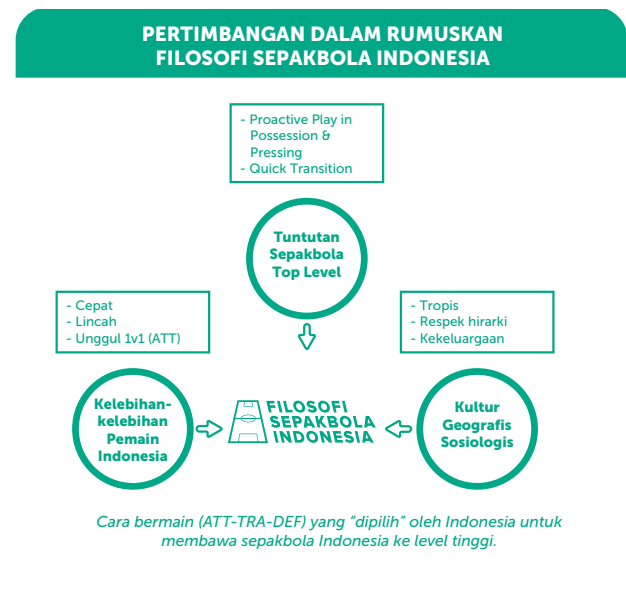 PERTIMBANGAN DALAM RUMUSKAN
FILOSOFI SEPAKBOLA INDONESIA
- Proactive Play in
Possession &
Pressing
- Quick Transition
Tuntutan
Sepakbola
Top Level
- Cepat
- Lincah
- Unggul 1v1 (ATT)
- Tropis
- Respek hirarki
- Kekeluargaan
Kelebihan-
kelebihan
Pemain
Indonesia
FILOSOFI
SEPAKBOLA
INDONESIA
Kultur
Geografis
Sosiologis
Cara bermain (ATT-TRA-DEF) yang “dipilih” oleh Indonesia untuk
membawa sepakbola Indonesia ke level tinggi.